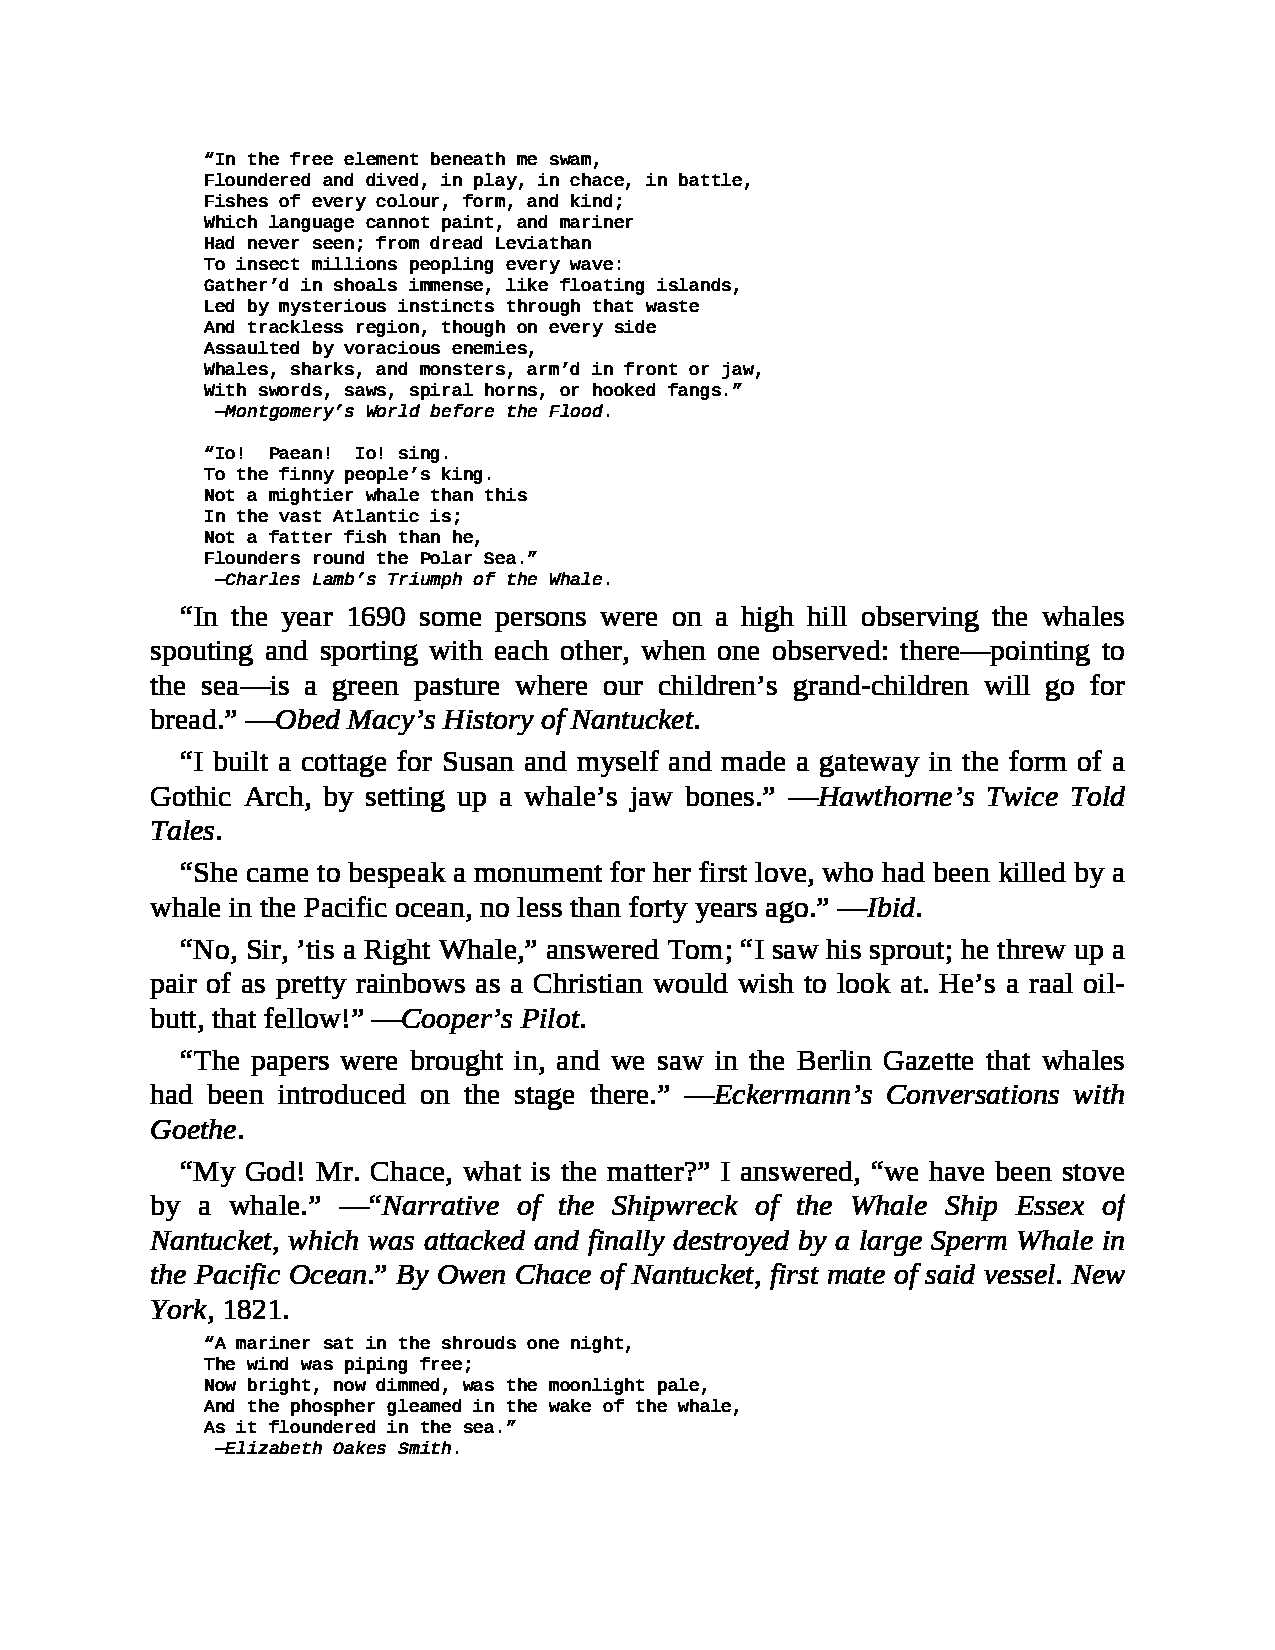 “In the free element beneath me swam,
Floundered and dived, in play, in chace, in battle,
Fishes of every colour, form, and kind;
Which language cannot paint, and mariner
Had never seen; from dread Leviathan
To insect millions peopling every wave:
Gather’d in shoals immense, like floating islands,
Led by mysterious instincts through that waste
And trackless region, though on every side
Assaulted by voracious enemies,
Whales, sharks, and monsters, arm’d in front or jaw,
With swords, saws, spiral horns, or hooked fangs.”
—Montgomery’s World before the Flood.
“Io!  Paean!  Io! sing.
To the finny people’s king.
Not a mightier whale than this
In the vast Atlantic is;
Not a fatter fish than he,
Flounders round the Polar Sea.”
—Charles Lamb’s Triumph of the Whale.
“In the year 1690 some persons were on a high hill observing the whales
spouting and sporting with each other, when one observed: there—pointing to
the sea—is a green pasture where our children’s grand-children will go for
bread.” —Obed Macy’s History of Nantucket.
“I built a cottage for Susan and myself and made a gateway in the form of a
Gothic Arch, by setting up a whale’s jaw bones.” —Hawthorne’s Twice Told
Tales.
“She came to bespeak a monument for her first love, who had been killed by a
whale in the Pacific ocean, no less than forty years ago.” —Ibid.
“No, Sir, ’tis a Right Whale,” answered Tom; “I saw his sprout; he threw up a
pair of as pretty rainbows as a Christian would wish to look at. He’s a raal oil-
butt, that fellow!” —Cooper’s Pilot.
“The papers were brought in, and we saw in the Berlin Gazette that whales
had been introduced on the stage there.” —Eckermann’s Conversations with
Goethe.
“My God! Mr. Chace, what is the matter?” I answered, “we have been stove
by a whale.” —“Narrative of the Shipwreck of the Whale Ship Essex of
Nantucket, which was attacked and finally destroyed by a large Sperm Whale in
the Pacific Ocean.” By Owen Chace of Nantucket, first mate of said vessel. New
York, 1821.
“A mariner sat in the shrouds one night,
The wind was piping free;
Now bright, now dimmed, was the moonlight pale,
And the phospher gleamed in the wake of the whale,
As it floundered in the sea.”
—Elizabeth Oakes Smith.